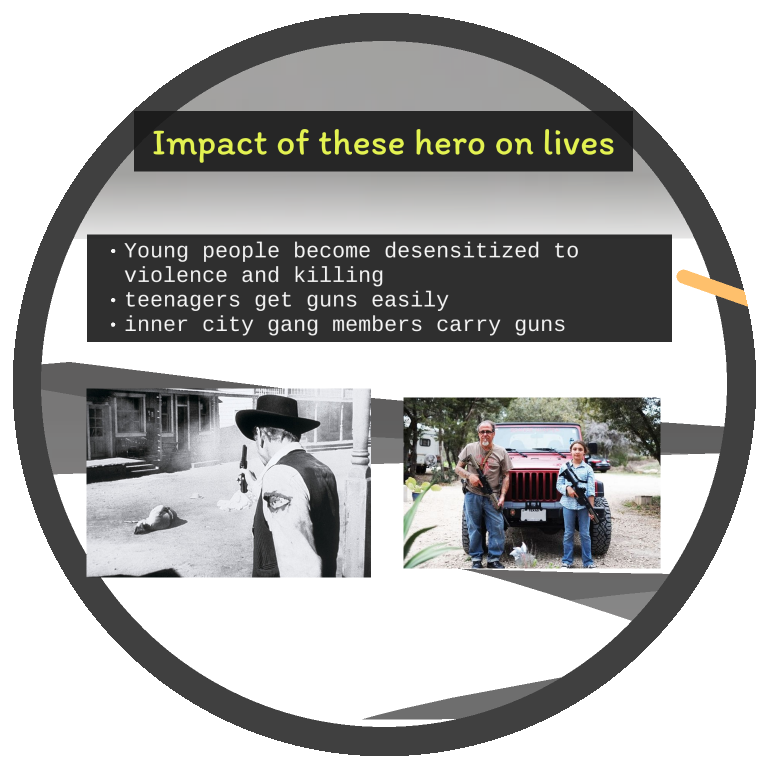 Impact of these hero on lives
• Young people become desensitized to
violence and killing
• teenagers get guns easily
• inner city gang members carry guns